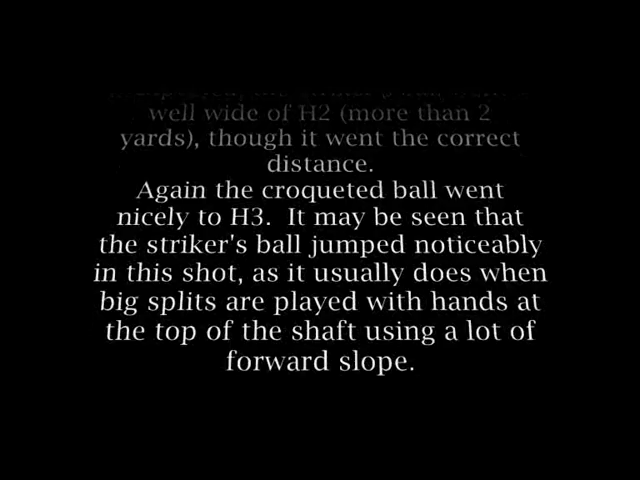 well wide of H2 (more than 2
yards), though it went the correct
distance.
Again the croqueted ball went
nicely to H3. It may be seen that
the striker's ball jumped noticeably
in this shot, as it usually does when
big splits are played with hands at
the top of the shaft using a lot of
forward slope.